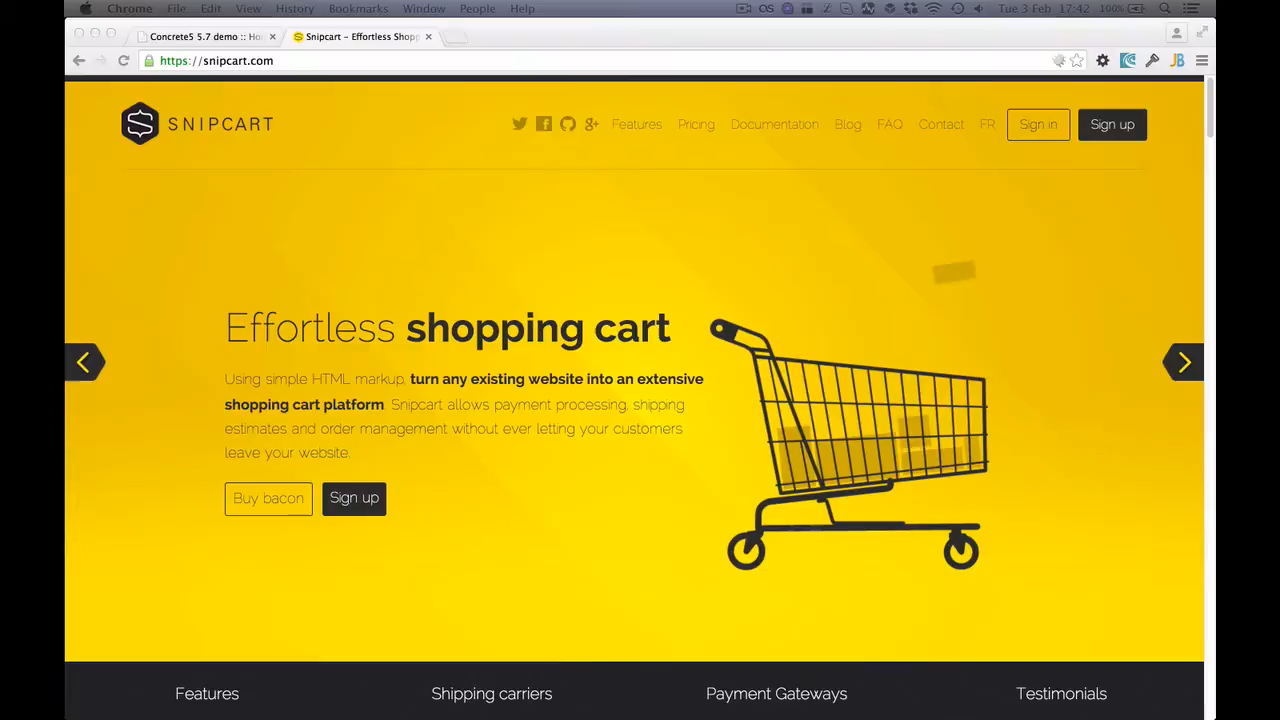 Chrome File Edit View History Bookmarks Window People Help Tue 3 Feb 17:42 100%
Concrete5 5.7 demo :: Ho
Snipcart – Effortless Shopp
https://snipcart.com
SNIPCART
Features Pricing Documentation Blog FAQ Contact FR Sign in Sign up
Effortless shopping cart
Using simple HTML markup, turn any existing website into an extensive
shopping cart platform. Snipcart allows payment processing, shipping
estimates and order management without ever letting your customers
leave your website.
Buy bacon Sign up
Features Shipping carriers Payment Gateways Testimonials